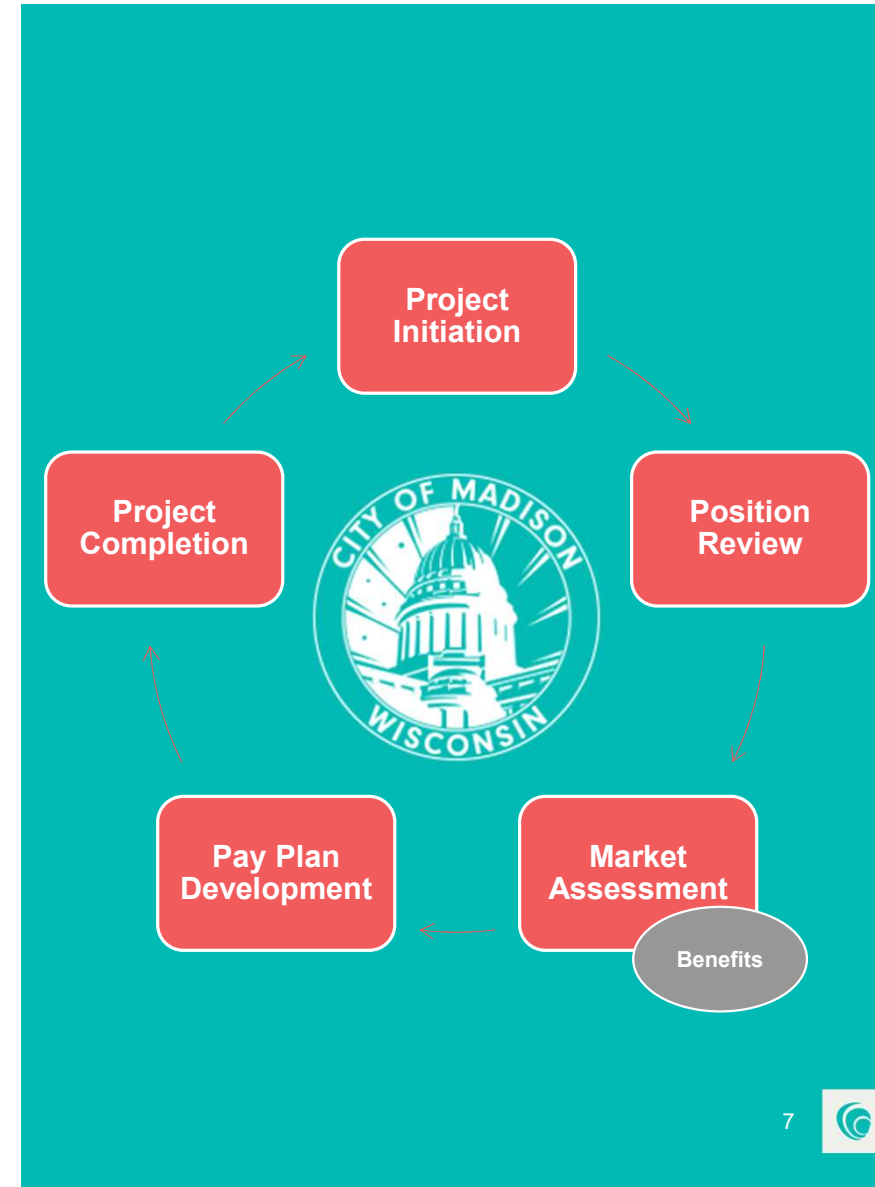 Project
Initiation
Position
Review
Market
Assessment
Benefits
Pay Plan
Development
Project
Completion
CITY OF MADISON
WISCONSIN
7